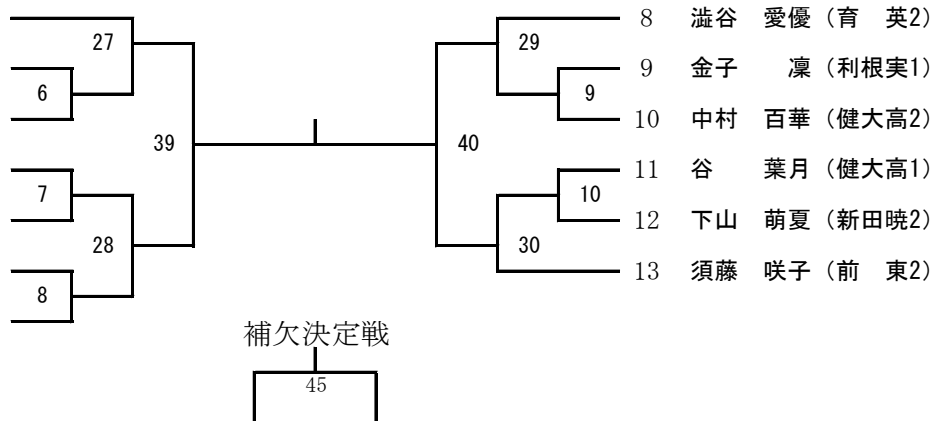 8 澁谷 愛優（育 英2）
27 29
9 金子 凜（利根実1）
6 9
10 中村 百華（健大高2）
39 40
11 谷 葉月（健大高1）
7 10
12 下山 萌夏（新田暁2）
28 30
13 須藤 咲子（前 東2）
8
補欠決定戦
45